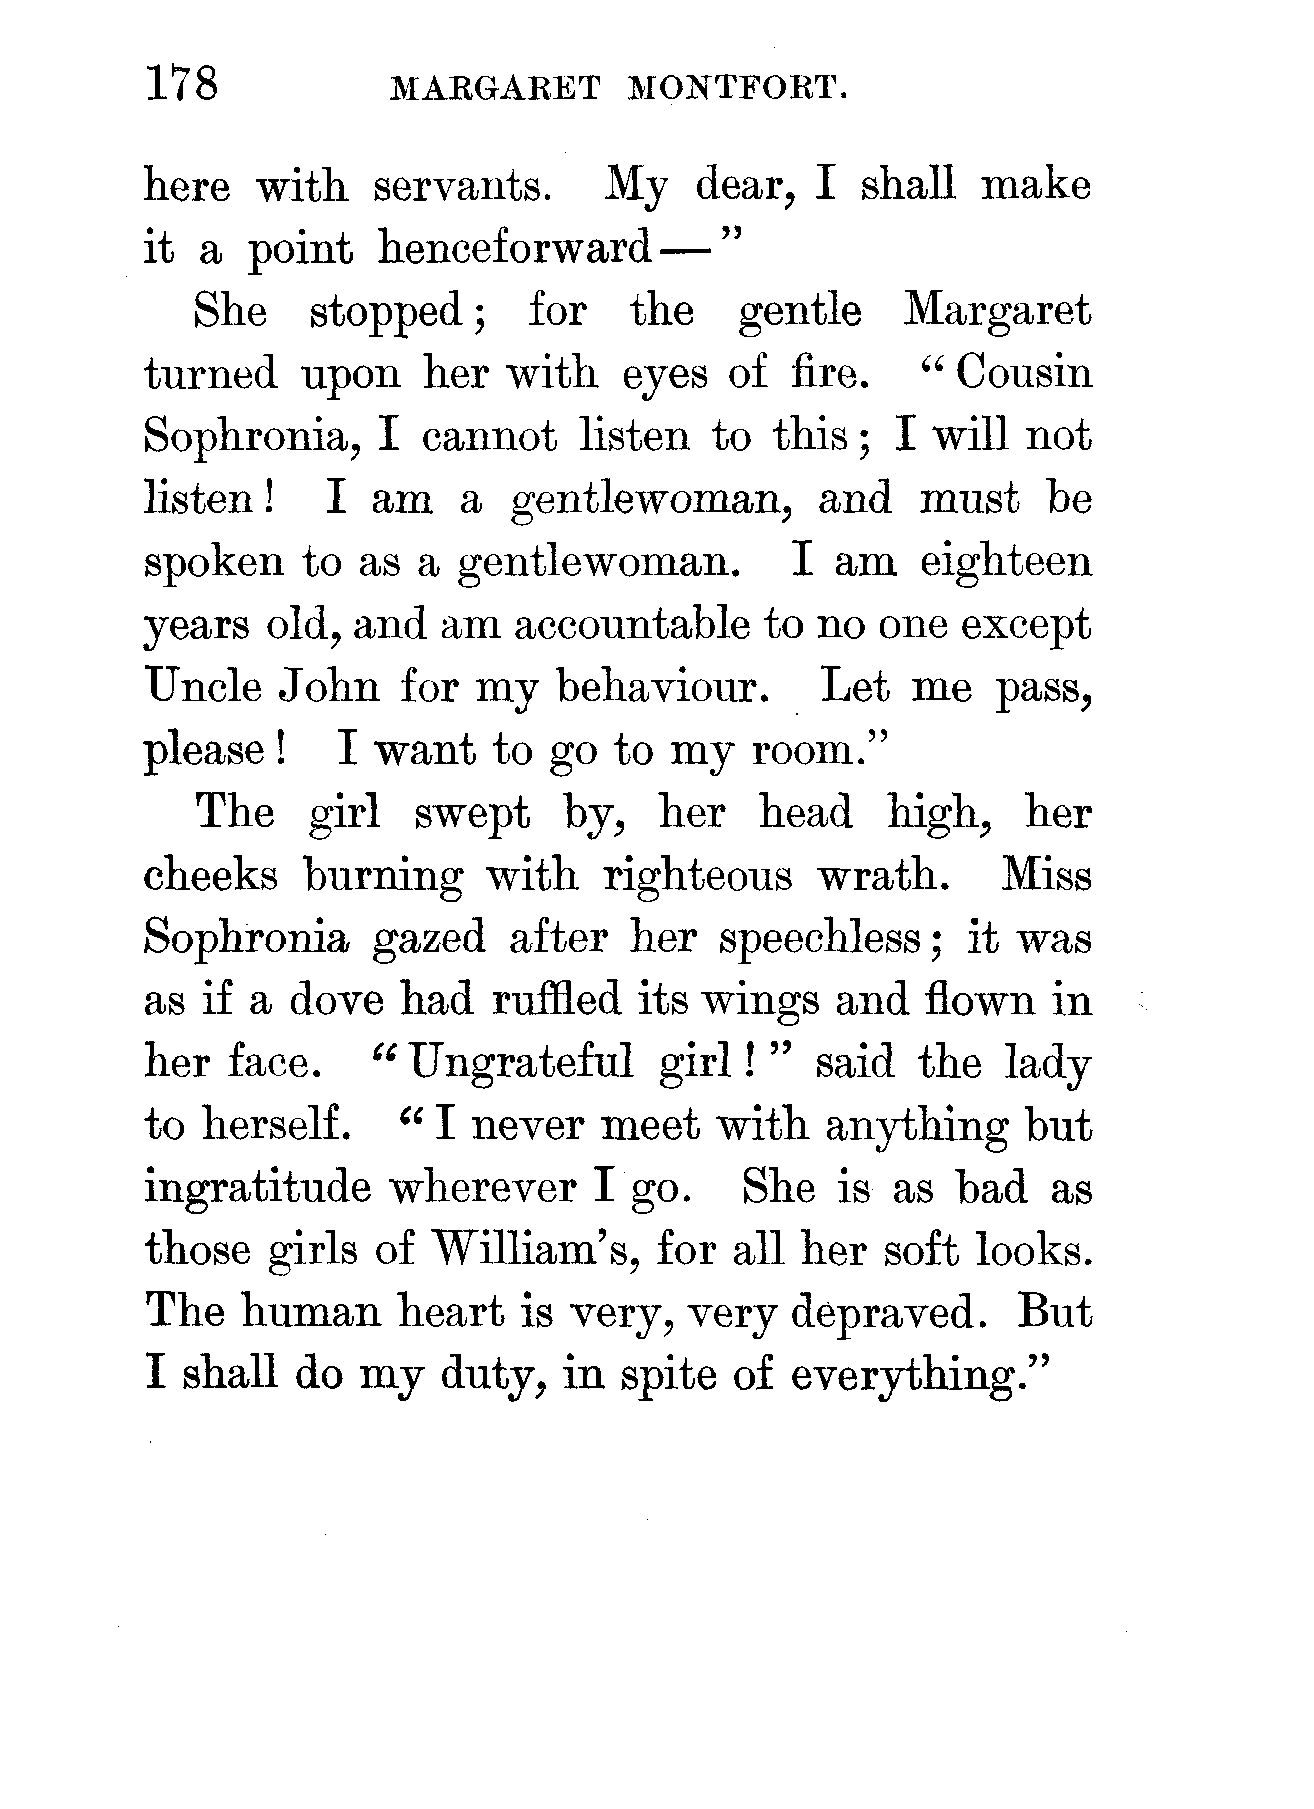 178 MARGARET MONTFORT.
here with servants. My dear, I shall make
it a point henceforward—"
She stopped; for the gentle Margaret
turned upon her with eyes of fire. "Cousin
Sophronia, I cannot listen to this; I will not
listen! I am a gentlewoman, and must be
spoken to as a gentlewoman. I am eighteen
years old, and am accountable to no one except
Uncle John for my behaviour. Let me pass,
please! I want to go to my room."
The girl swept by, her head high, her
cheeks burning with righteous wrath. Miss
Sophronia gazed after her speechless; it was
as if a dove had ruffled its wings and flown in
her face. "Ungrateful girl!" said the lady
to herself. "I never meet with anything but
ingratitude wherever I go. She is as bad as
those girls of William's, for all her soft looks.
The human heart is very, very depraved. But
I shall do my duty, in spite of everything."